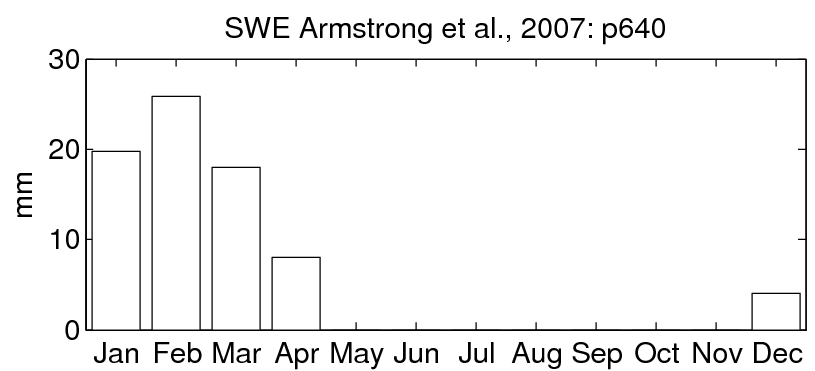 SWE Armstrong et al., 2007: p640
30
20
10
0
mm
Jan Feb Mar Apr May Jun Jul Aug Sep Oct Nov Dec